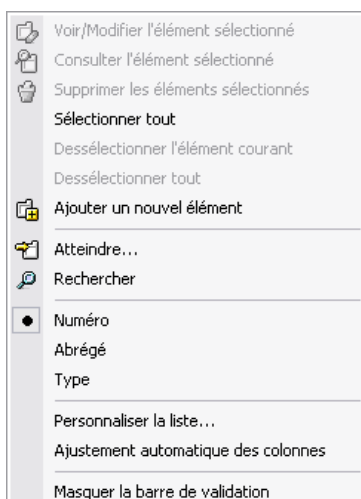 Voir/Modifier l'élément sélectionné
Consulter l'élément sélectionné
Supprimer les éléments sélectionnés
Sélectionner tout
Dessélectionner l'élément courant
Dessélectionner tout
Ajouter un nouvel élément
Atteindre...
Rechercher
Numéro
Abrégé
Type
Personnaliser la liste...
Ajustement automatique des colonnes
Masquer la barre de validation